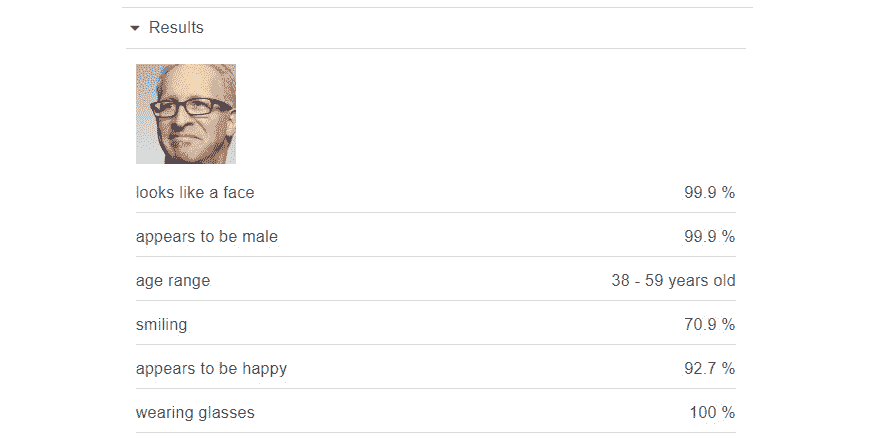 Results
looks like a face 99.9 %
appears to be male 99.9 %
age range 38 - 59 years old
smiling 70.9 %
appears to be happy 92.7 %
wearing glasses 100 %